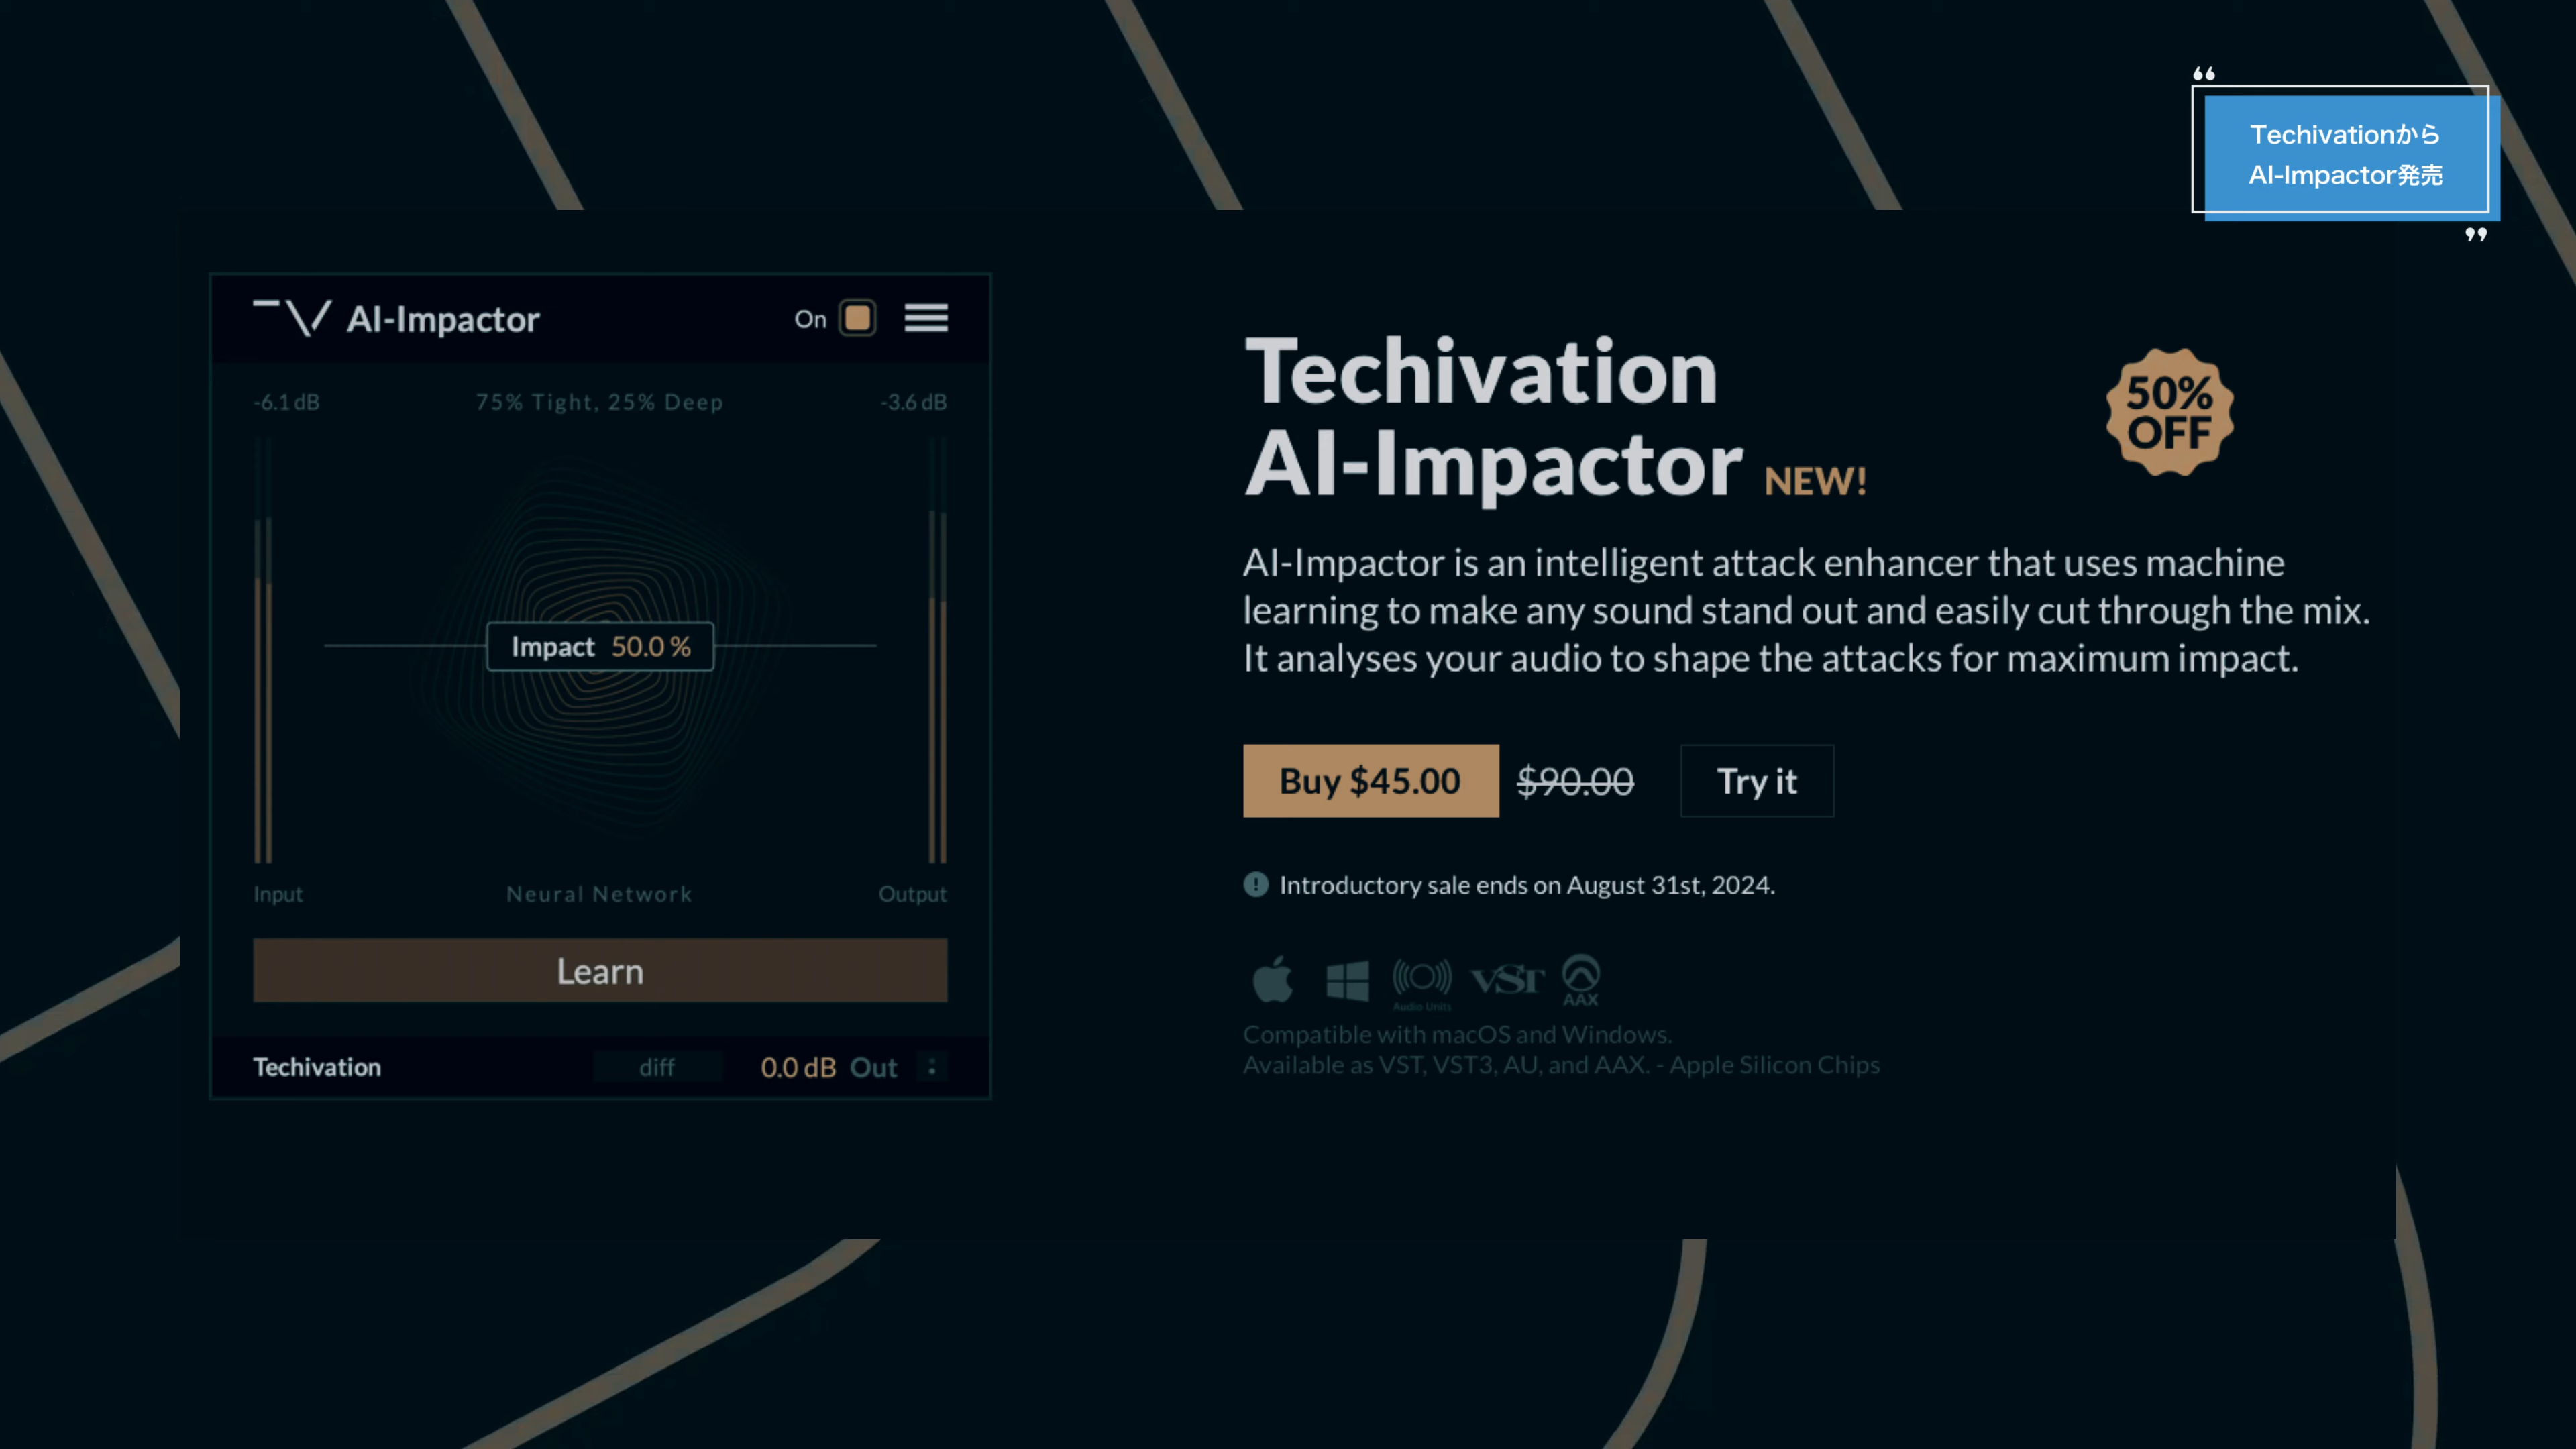 “
Techivationから
AI-Impactor発売
”
AI-Impactor
On
-6.1 dB
75% Tight, 25% Deep
-3.6 dB
Impact 50.0 %
Input
Neural Network
Output
Learn
Techivation
diff
0.0 dB Out
Techivation
AI-Impactor NEW!
50%
OFF
AI-Impactor is an intelligent attack enhancer that uses machine
learning to make any sound stand out and easily cut through the mix.
It analyses your audio to shape the attacks for maximum impact.
Buy $45.00
$90.00
Try it
Introductory sale ends on August 31st, 2024.
Audio Units
VST
AAX
Compatible with macOS and Windows.
Available as VST, VST3, AU, and AAX. - Apple Silicon Chips